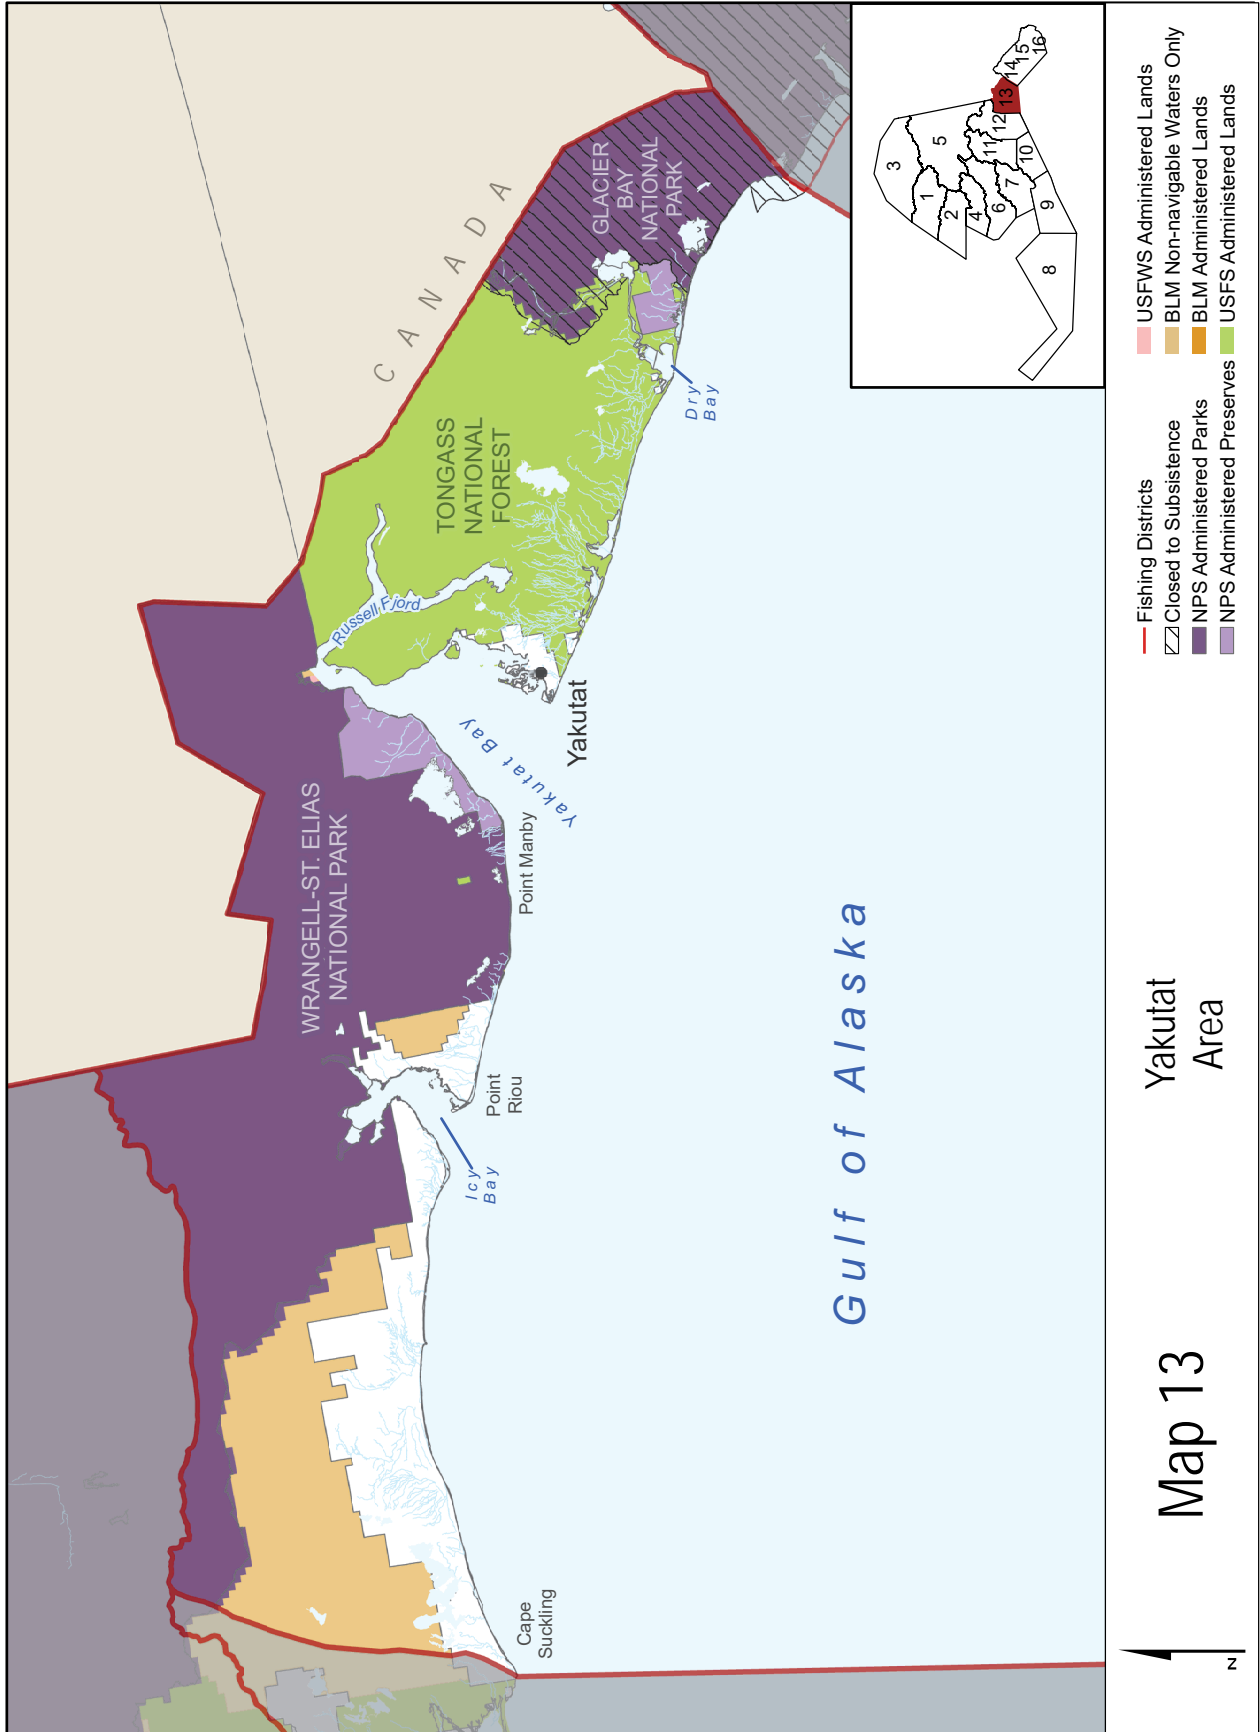 CANADA
WRANGELL-ST. ELIAS
NATIONAL PARK
Russell Fjord
TONGASS
NATIONAL
FOREST
GLACIER
BAY
NATIONAL
PARK
Cape
Suckling
Icy
Bay
Point
Riou
Point Manby
Yakutat Bay
Yakutat
Dry
Bay
Gulf of Alaska
3
1
5
2
4
6
11
12
13
14
15
16
7
10
9
8
N
Map 13
Yakutat
Area
Fishing Districts
Closed to Subsistence
NPS Administered Parks
NPS Administered Preserves
USFWS Administered Lands
BLM Non-navigable Waters Only
BLM Administered Lands
USFS Administered Lands